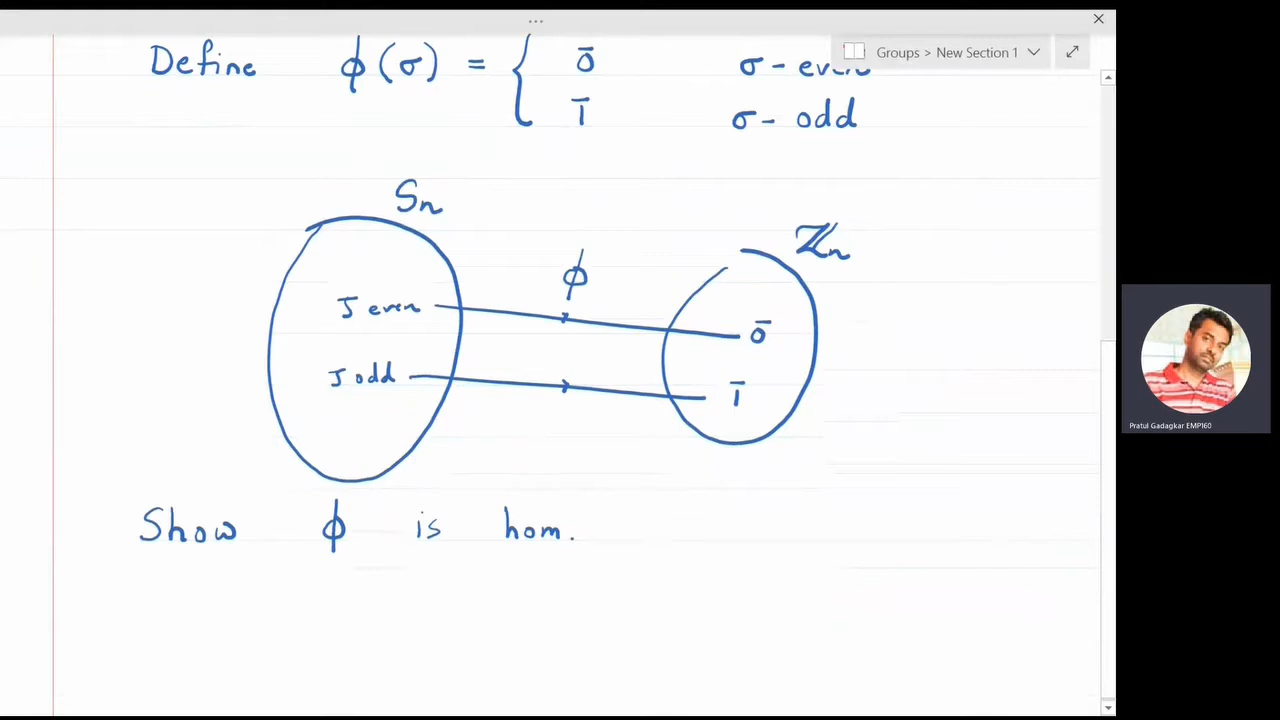 Groups > New Section 1
Define ϕ(σ) = { 0̄ σ - even
1̄ σ - odd
Sₙ
ℤₙ
ϕ
σ even
0̄
σ odd
1̄
Show ϕ is hom.
Pratul Gadagkar EMP160